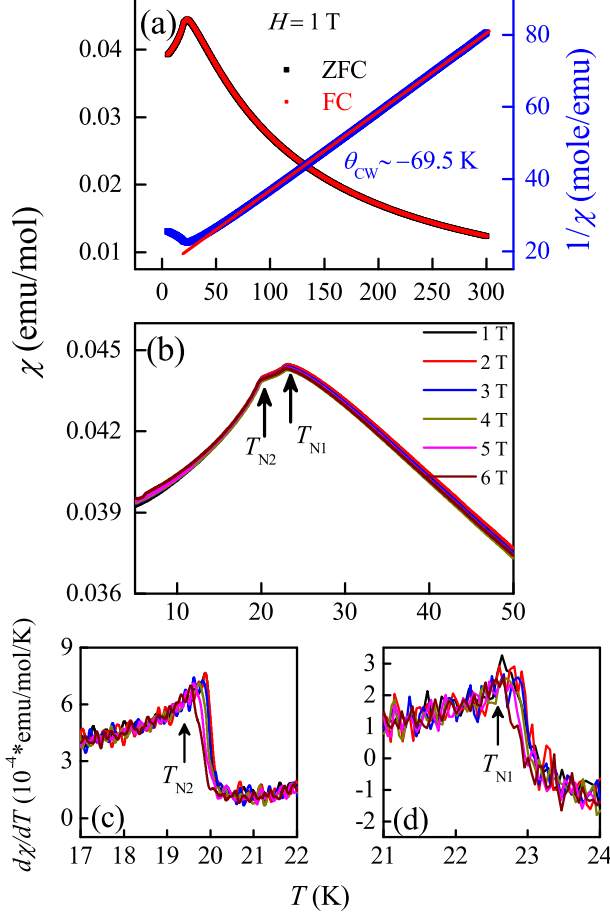 (a)
H = 1 T
ZFC
FC
θCW ~ −69.5 K
0.04
0.03
0.02
0.01
80
60
40
20
1/χ (mole/emu)
0 50 100 150 200 250 300
χ (emu/mol)
(b)
1 T
2 T
3 T
4 T
5 T
6 T
TN2
TN1
0.045
0.042
0.039
0.036
10 20 30 40 50
dχ/dT (10⁻⁴*emu/mol/K)
9
6
3
0
(c)
TN2
17 18 19 20 21 22
3
2
1
0
-1
-2
(d)
TN1
21 22 23 24
T (K)